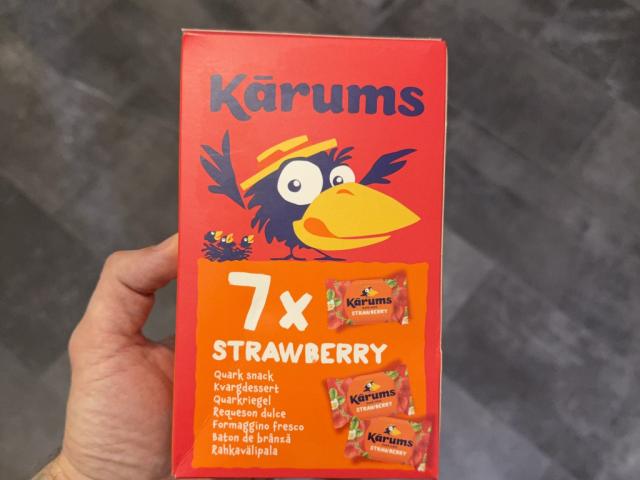 Kārums
7x
STRAWBERRY
Quark snack
Kvargdessert
Quarkriegel
Requeson dulce
Formaggino fresco
Baton de brânză
Rahkavälipala
Kārums
STRAWBERRY
Kārums
STRAWBERRY
Kārums
STRAWBERRY